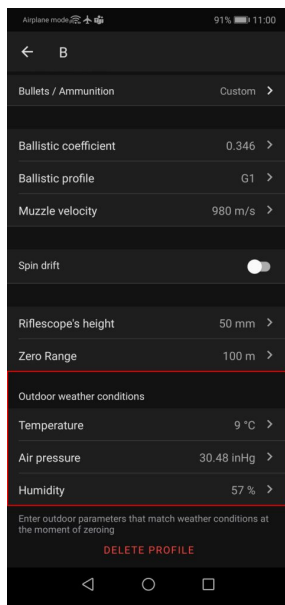 Airplane mode 91% 11:00
B
Bullets / Ammunition Custom
Ballistic coefficient 0.346
Ballistic profile G1
Muzzle velocity 980 m/s
Spin drift
Riflescope's height 50 mm
Zero Range 100 m
Outdoor weather conditions
Temperature 9 °C
Air pressure 30.48 inHg
Humidity 57 %
Enter outdoor parameters that match weather conditions at
the moment of zeroing
DELETE PROFILE